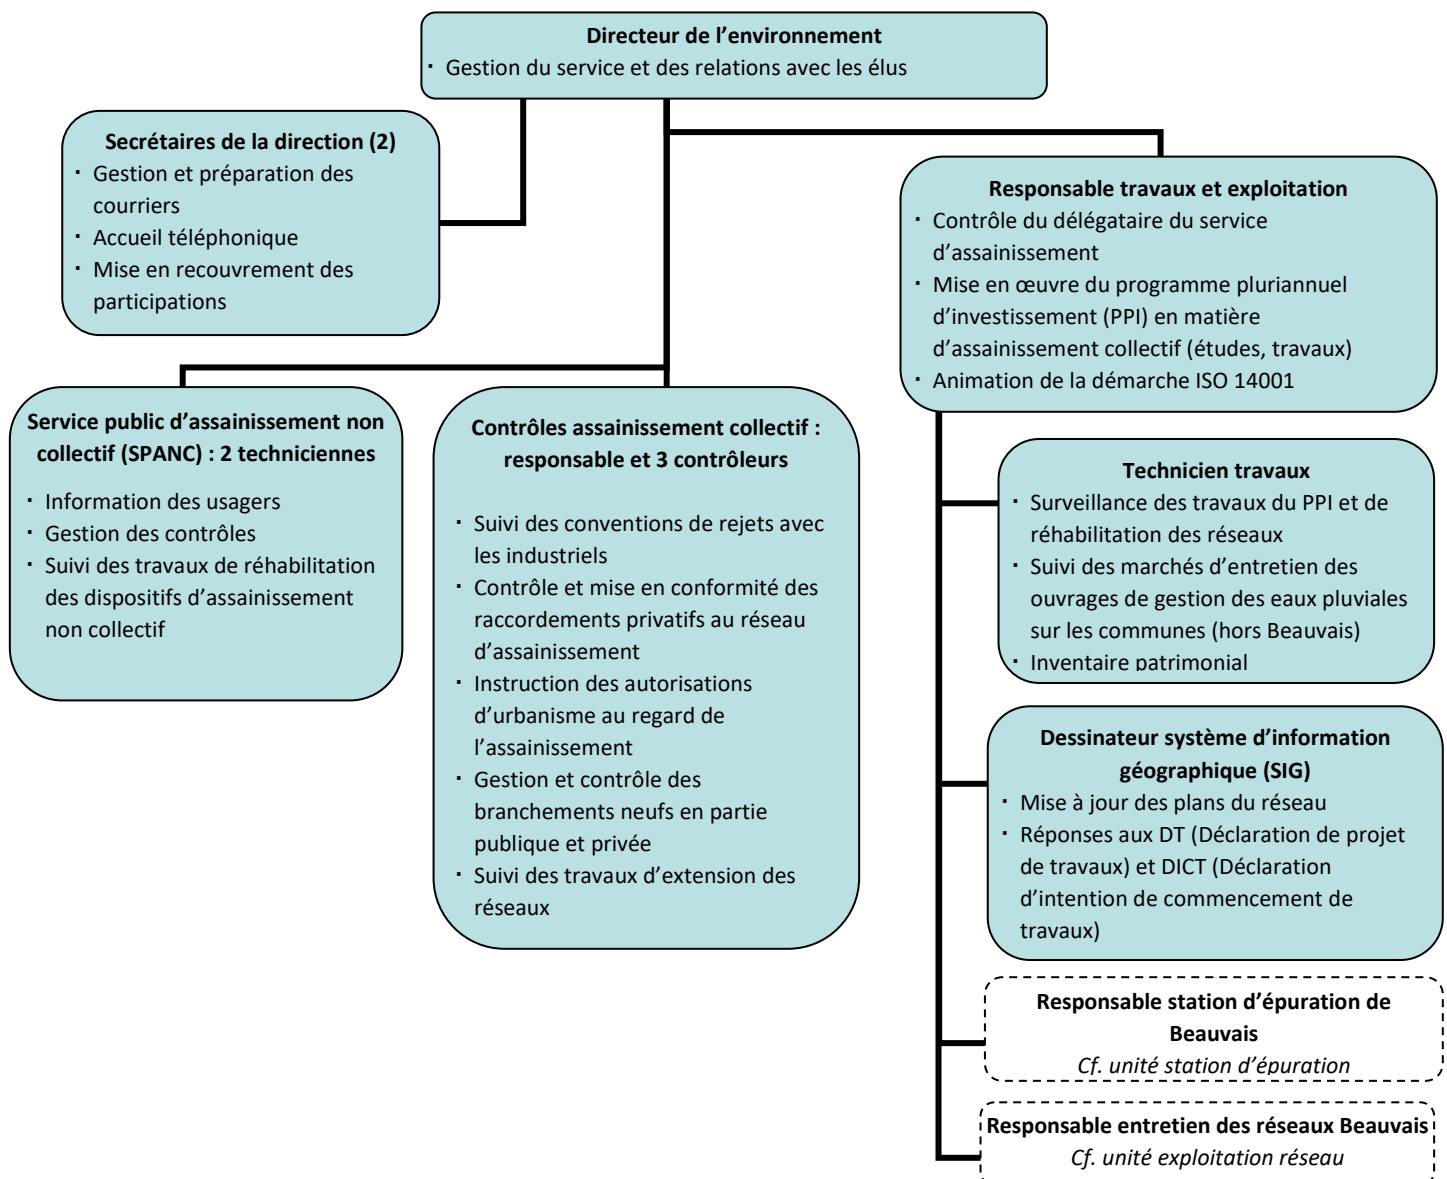 Directeur de l’environnement
· Gestion du service et des relations avec les élus
Secrétaires de la direction (2)
· Gestion et préparation des
courriers
· Accueil téléphonique
· Mise en recouvrement des
participations
Responsable travaux et exploitation
· Contrôle du délégataire du service
d’assainissement
· Mise en œuvre du programme pluriannuel
d’investissement (PPI) en matière
d’assainissement collectif (études, travaux)
· Animation de la démarche ISO 14001
Service public d’assainissement non
collectif (SPANC) : 2 techniciennes
· Information des usagers
· Gestion des contrôles
· Suivi des travaux de réhabilitation
des dispositifs d’assainissement
non collectif
Contrôles assainissement collectif :
responsable et 3 contrôleurs
· Suivi des conventions de rejets avec
les industriels
· Contrôle et mise en conformité des
raccordements privatifs au réseau
d’assainissement
· Instruction des autorisations
d’urbanisme au regard de
l’assainissement
· Gestion et contrôle des
branchements neufs en partie
publique et privée
· Suivi des travaux d’extension des
réseaux
Technicien travaux
· Surveillance des travaux du PPI et de
réhabilitation des réseaux
· Suivi des marchés d’entretien des
ouvrages de gestion des eaux pluviales
sur les communes (hors Beauvais)
· Inventaire patrimonial
Dessinateur système d’information
géographique (SIG)
· Mise à jour des plans du réseau
· Réponses aux DT (Déclaration de projet
de travaux) et DICT (Déclaration
d’intention de commencement de
travaux)
Responsable station d’épuration de
Beauvais
Cf. unité station d’épuration
Responsable entretien des réseaux Beauvais
Cf. unité exploitation réseau